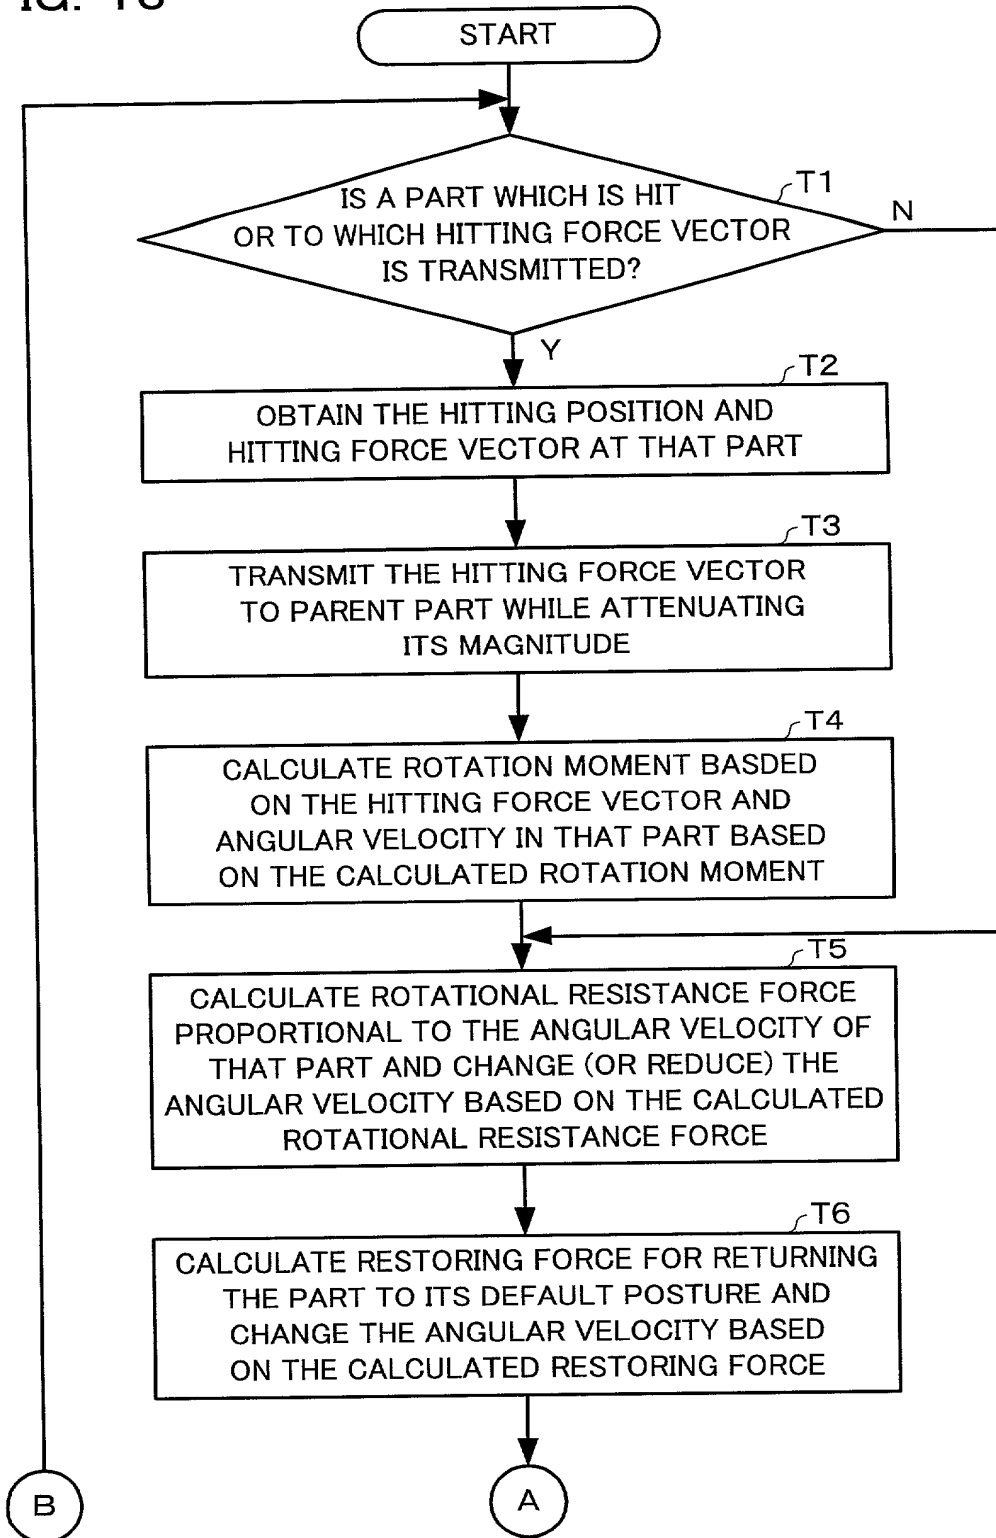 START
IS A PART WHICH IS HIT
OR TO WHICH HITTING FORCE VECTOR
IS TRANSMITTED?
T1
N
Y
T2
OBTAIN THE HITTING POSITION AND
HITTING FORCE VECTOR AT THAT PART
T3
TRANSMIT THE HITTING FORCE VECTOR
TO PARENT PART WHILE ATTENUATING
ITS MAGNITUDE
T4
CALCULATE ROTATION MOMENT BASDED
ON THE HITTING FORCE VECTOR AND
ANGULAR VELOCITY IN THAT PART BASED
ON THE CALCULATED ROTATION MOMENT
T5
CALCULATE ROTATIONAL RESISTANCE FORCE
PROPORTIONAL TO THE ANGULAR VELOCITY OF
THAT PART AND CHANGE (OR REDUCE) THE
ANGULAR VELOCITY BASED ON THE CALCULATED
ROTATIONAL RESISTANCE FORCE
T6
CALCULATE RESTORING FORCE FOR RETURNING
THE PART TO ITS DEFAULT POSTURE AND
CHANGE THE ANGULAR VELOCITY BASED
ON THE CALCULATED RESTORING FORCE
B
A